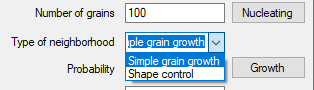 Number of grains 100 Nucleating
Type of neighborhood ple grain growth
Simple grain growth
Shape control
Probability Growth